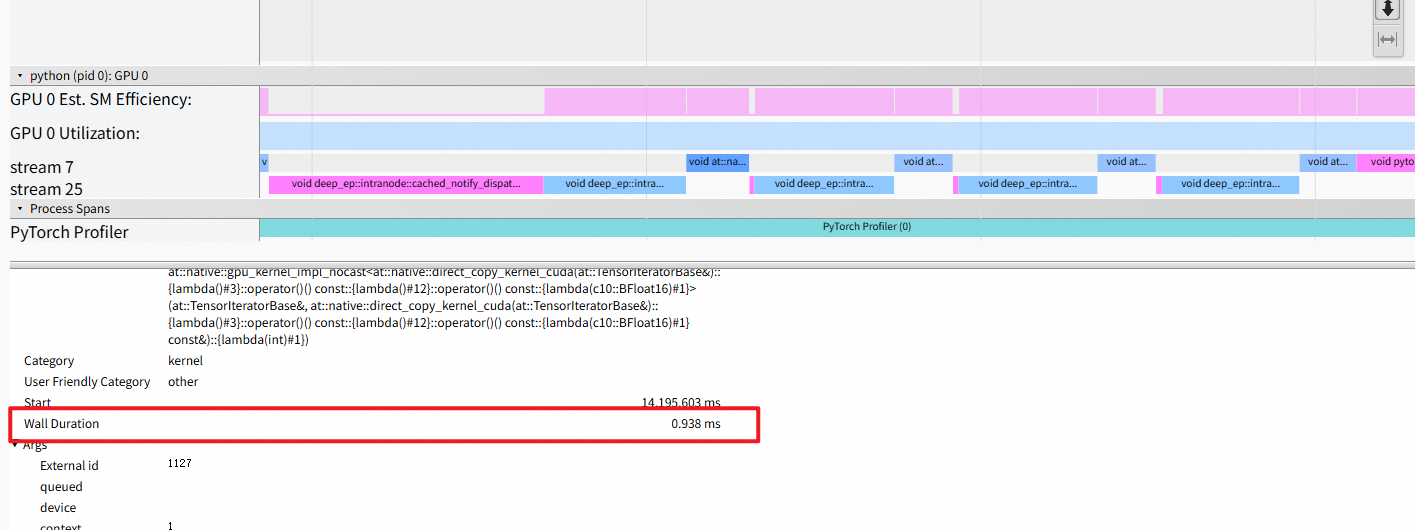 python (pid 0): GPU 0
GPU 0 Est. SM Efficiency:
GPU 0 Utilization:
stream 7
v
void at::na...
void at...
void at...
void at...
void pyto
stream 25
void deep_ep::intranode::cached_notify_dispat...
void deep_ep::intra...
void deep_ep::intra...
void deep_ep::intra...
void deep_ep::intra...
Process Spans
PyTorch Profiler
PyTorch Profiler (0)
at::native::gpu_kernel_impl_nocast<at::native::direct_copy_kernel_cuda(at::TensorIteratorBase&)::
{lambda()#3}::operator()() const::{lambda()#12}::operator()() const::{lambda(c10::BFloat16)#1}>
(at::TensorIteratorBase&, at::native::direct_copy_kernel_cuda(at::TensorIteratorBase&)::
{lambda()#3}::operator()() const::{lambda()#12}::operator()() const::{lambda(c10::BFloat16)#1}
const&)::{lambda(int)#1})
Category kernel
User Friendly Category other
Start 14,195.603 ms
Wall Duration 0.938 ms
Args
External id 1127
queued
device
context 1